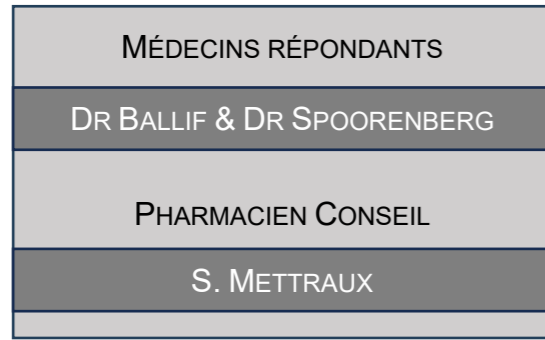 MÉDECINS RÉPONDANTS
DR BALLIF & DR SPOORENBERG
PHARMACIEN CONSEIL
S. METTRAUX